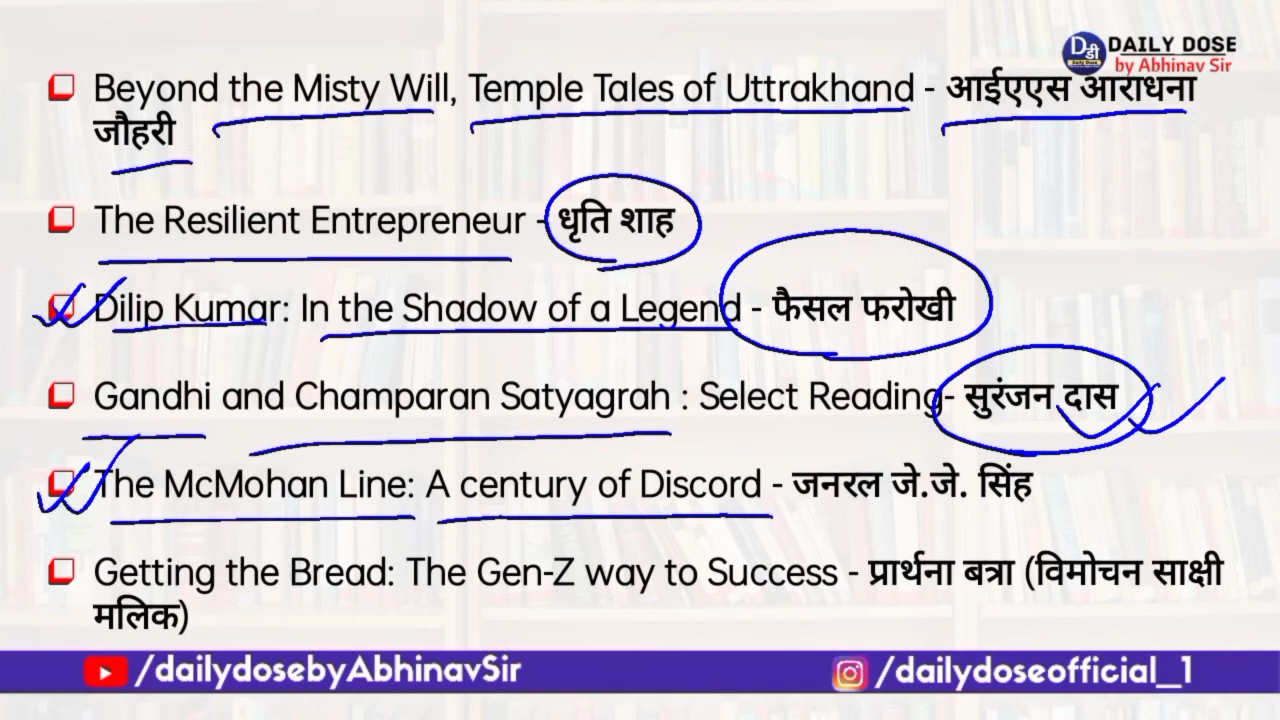 Dडी
Daily Dose
DAILY DOSE
by Abhinav Sir
Beyond the Misty Will, Temple Tales of Uttrakhand - आईएएस आराधना
जौहरी
The Resilient Entrepreneur - धृति शाह
Dilip Kumar: In the Shadow of a Legend - फैसल फरोखी
Gandhi and Champaran Satyagrah : Select Reading- सुरंजन दास
The McMohan Line: A century of Discord - जनरल जे.जे. सिंह
Getting the Bread: The Gen-Z way to Success - प्रार्थना बत्रा (विमोचन साक्षी
मलिक)
/dailydosebyAbhinavSir
/dailydoseofficial_1